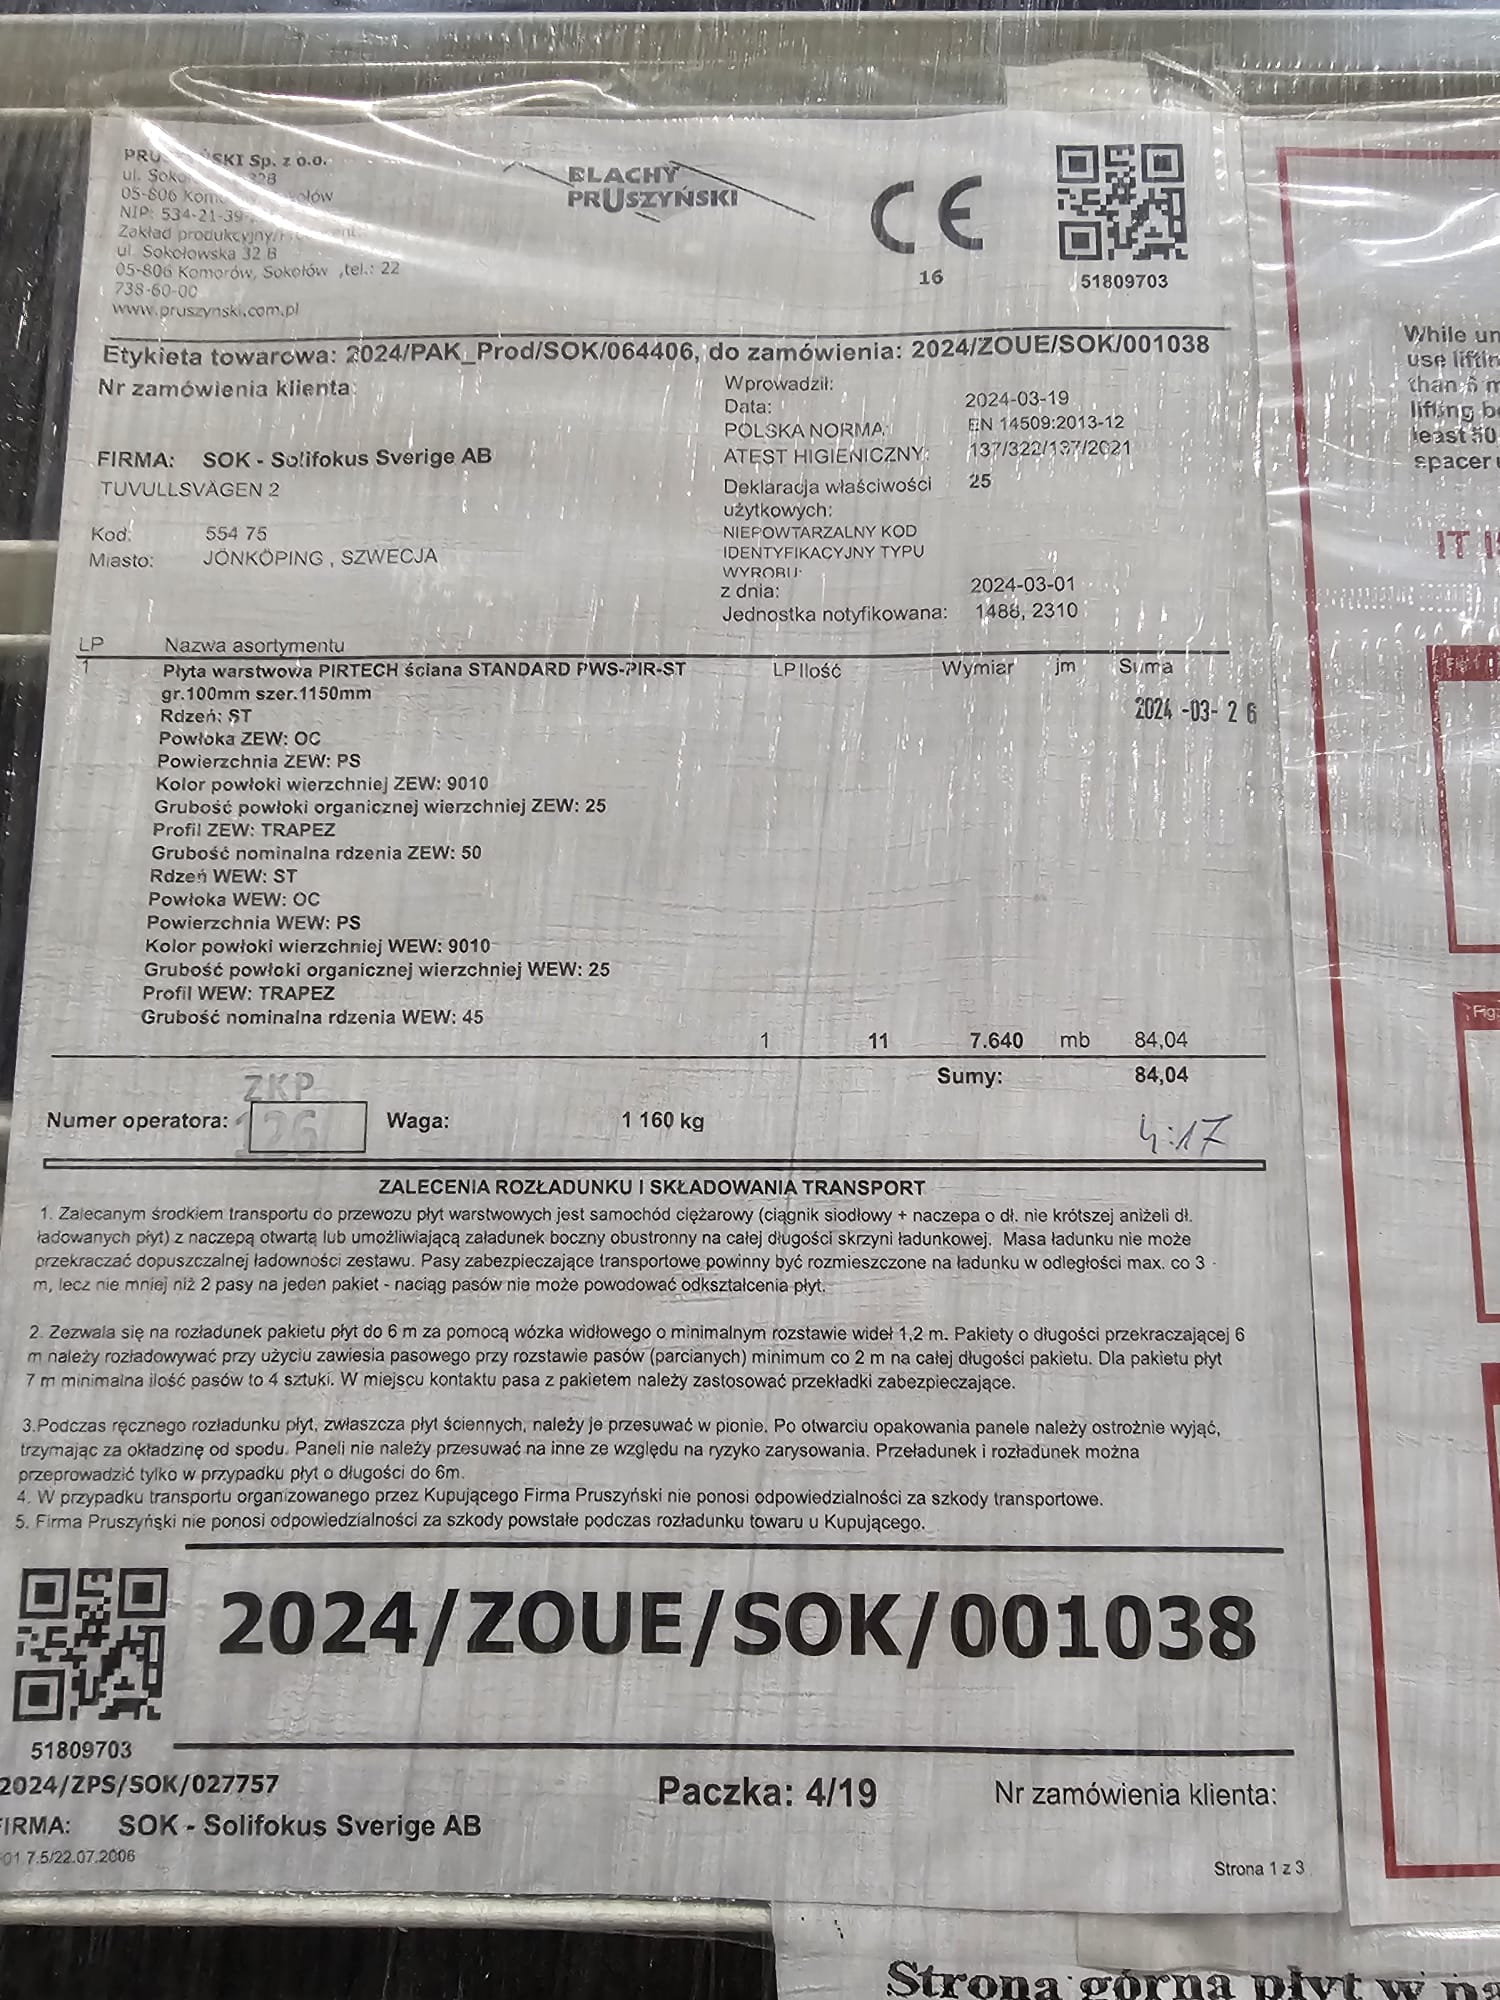 SKI Sp. z o.o.
ul. 32B
05-806
NIP: 534-21-39-
Zakład produkcyjny/
ul. Sokołowska 32 B
05-806 Komorów, Sokołów ,tel.: 22
738-60-00
www.pruszynski.com.pl
BLACHY
PRUSZYŃSKI
CE
16
51809703
Etykieta towarowa: 2024/PAK_Prod/SOK/064406, do zamówienia: 2024/ZOUE/SOK/001038
Nr zamówienia klienta:
Wprowadził:
Data: 2024-03-19
POLSKA NORMA: EN 14509:2013-12
ATEST HIGIENICZNY: 137/322/137/2021
Deklaracja właściwości 25
użytkowych:
NIEPOWTARZALNY KOD
IDENTYFIKACYJNY TYPU
WYROBU:
z dnia: 2024-03-01
Jednostka notyfikowana: 1488, 2310
FIRMA: SOK - Solifokus Sverige AB
TUVULLSVÄGEN 2
Kod: 554 75
Miasto: JÖNKÖPING , SZWECJA
LP Nazwa asortymentu
1 Płyta warstwowa PIRTECH ściana STANDARD PWS-PIR-ST LP Ilość Wymiar jm Suma
gr.100mm szer.1150mm
2024 -03- 2 6
Rdzeń: ST
Powłoka ZEW: OC
Powierzchnia ZEW: PS
Kolor powłoki wierzchniej ZEW: 9010
Grubość powłoki organicznej wierzchniej ZEW: 25
Profil ZEW: TRAPEZ
Grubość nominalna rdzenia ZEW: 50
Rdzeń WEW: ST
Powłoka WEW: OC
Powierzchnia WEW: PS
Kolor powłoki wierzchniej WEW: 9010
Grubość powłoki organicznej wierzchniej WEW: 25
Profil WEW: TRAPEZ
Grubość nominalna rdzenia WEW: 45
1 11 7.640 mb 84,04
Sumy: 84,04
ZKP
Numer operatora: 126 Waga: 1 160 kg
4:17
ZALECENIA ROZŁADUNKU I SKŁADOWANIA TRANSPORT
1. Zalecanym środkiem transportu do przewozu płyt warstwowych jest samochód ciężarowy (ciągnik siodłowy + naczepa o dł. nie krótszej aniżeli dł.
ładowanych płyt) z naczepą otwartą lub umożliwiającą załadunek boczny obustronny na całej długości skrzyni ładunkowej. Masa ładunku nie może
przekraczać dopuszczalnej ładowności zestawu. Pasy zabezpieczające transportowe powinny być rozmieszczone na ładunku w odległości max. co 3
m, lecz nie mniej niż 2 pasy na jeden pakiet - naciąg pasów nie może powodować odkształcenia płyt.
2. Zezwala się na rozładunek pakietu płyt do 6 m za pomocą wózka widłowego o minimalnym rozstawie wideł 1,2 m. Pakiety o długości przekraczającej 6
m należy rozładowywać przy użyciu zawiesia pasowego przy rozstawie pasów (parcianych) minimum co 2 m na całej długości pakietu. Dla pakietu płyt
7 m minimalna ilość pasów to 4 sztuki. W miejscu kontaktu pasa z pakietem należy zastosować przekładki zabezpieczające.
3.Podczas ręcznego rozładunku płyt, zwłaszcza płyt ściennych, należy je przesuwać w pionie. Po otwarciu opakowania panele należy ostrożnie wyjąć,
trzymając za okładzinę od spodu. Paneli nie należy przesuwać na inne ze względu na ryzyko zarysowania. Przeładunek i rozładunek można
przeprowadzić tylko w przypadku płyt o długości do 6m.
4. W przypadku transportu organizowanego przez Kupującego Firma Pruszyński nie ponosi odpowiedzialności za szkody transportowe.
5. Firma Pruszyński nie ponosi odpowiedzialności za szkody powstałe podczas rozładunku towaru u Kupującego.
2024/ZOUE/SOK/001038
51809703
2024/ZPS/SOK/027757
Paczka: 4/19
Nr zamówienia klienta:
FIRMA: SOK - Solifokus Sverige AB
01 7.5/22.07.2006
Strona 1 z 3
While un
use liftin
than 6 m
lifting be
least 50
spacer u
IT I
Fig
Strona górna płyt w